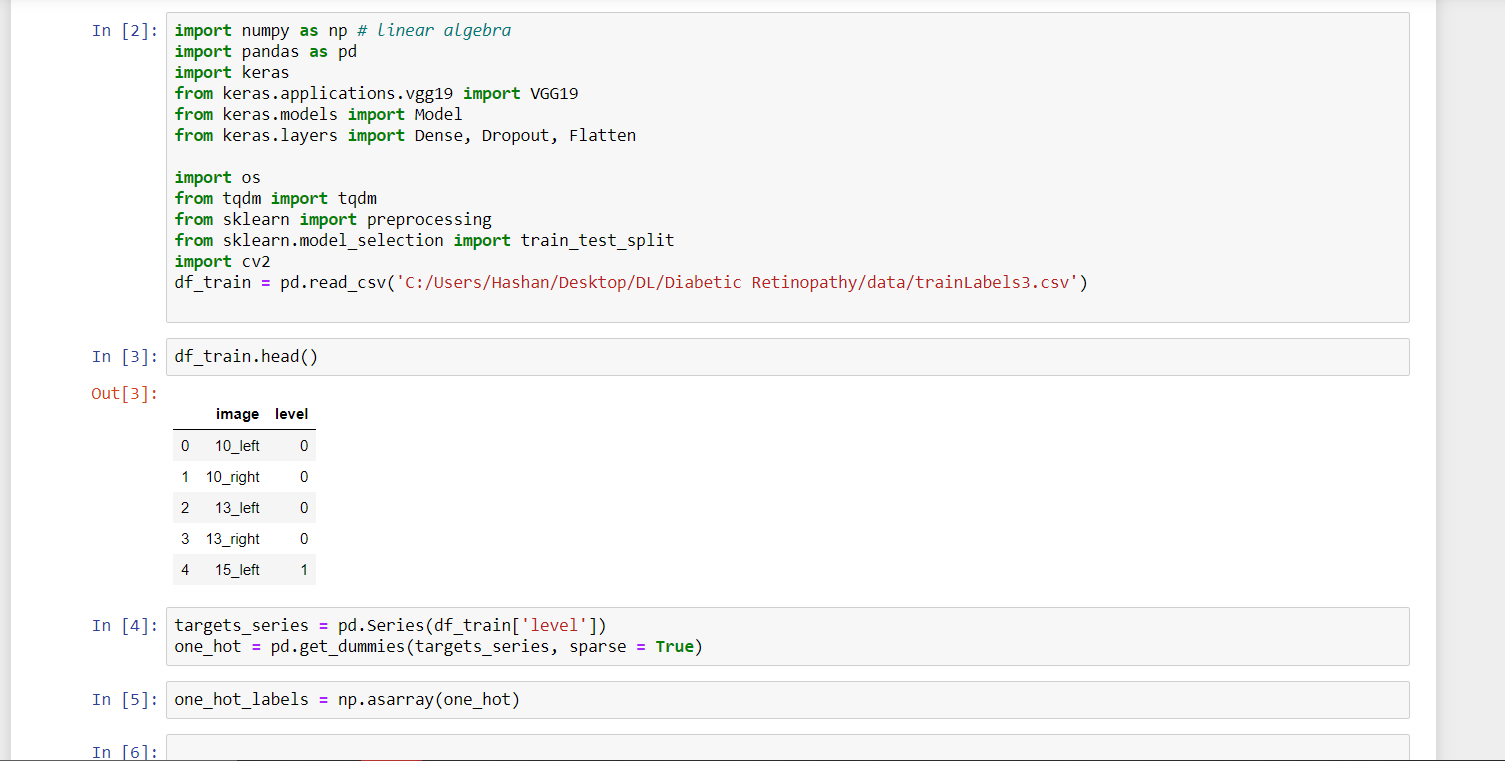 In [2]: import numpy as np # linear algebra
import pandas as pd
import keras
from keras.applications.vgg19 import VGG19
from keras.models import Model
from keras.layers import Dense, Dropout, Flatten
import os
from tqdm import tqdm
from sklearn import preprocessing
from sklearn.model_selection import train_test_split
import cv2
df_train = pd.read_csv('C:/Users/Hashan/Desktop/DL/Diabetic Retinopathy/data/trainLabels3.csv')
In [3]: df_train.head()
Out[3]:
image level
0 10_left 0
1 10_right 0
2 13_left 0
3 13_right 0
4 15_left 1
In [4]: targets_series = pd.Series(df_train['level'])
one_hot = pd.get_dummies(targets_series, sparse = True)
In [5]: one_hot_labels = np.asarray(one_hot)
In [6]: